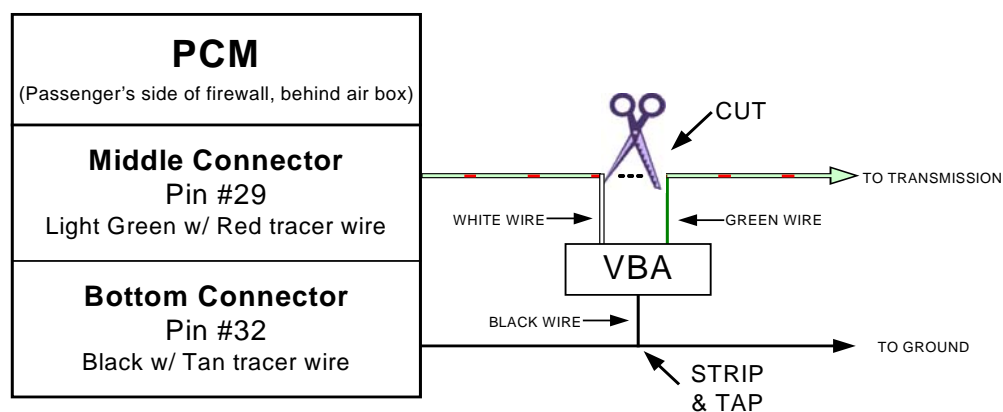 PCM
(Passenger's side of firewall, behind air box)
CUT
Middle Connector
Pin #29
Light Green w/ Red tracer wire
TO TRANSMISSION
WHITE WIRE
GREEN WIRE
VBA
Bottom Connector
Pin #32
Black w/ Tan tracer wire
BLACK WIRE
TO GROUND
STRIP
& TAP